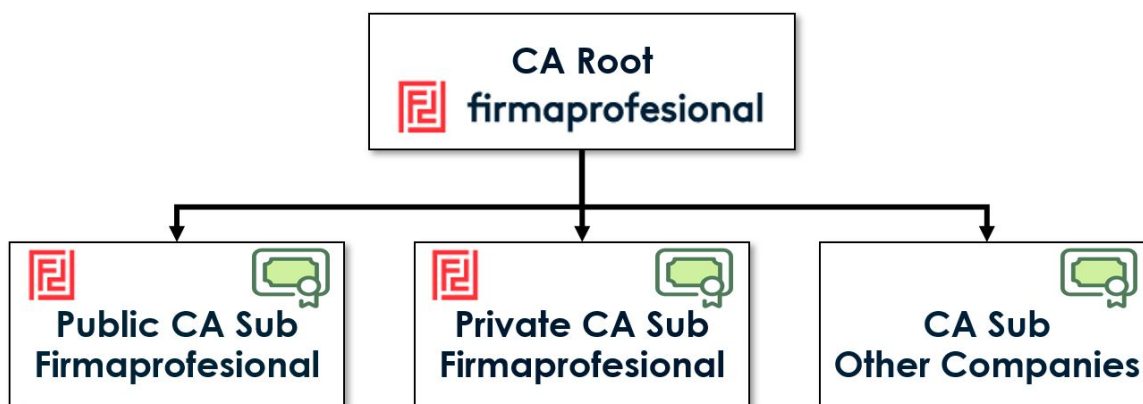 CA Root
firmaprofesional
Public CA Sub
Firmaprofesional
Private CA Sub
Firmaprofesional
CA Sub
Other Companies